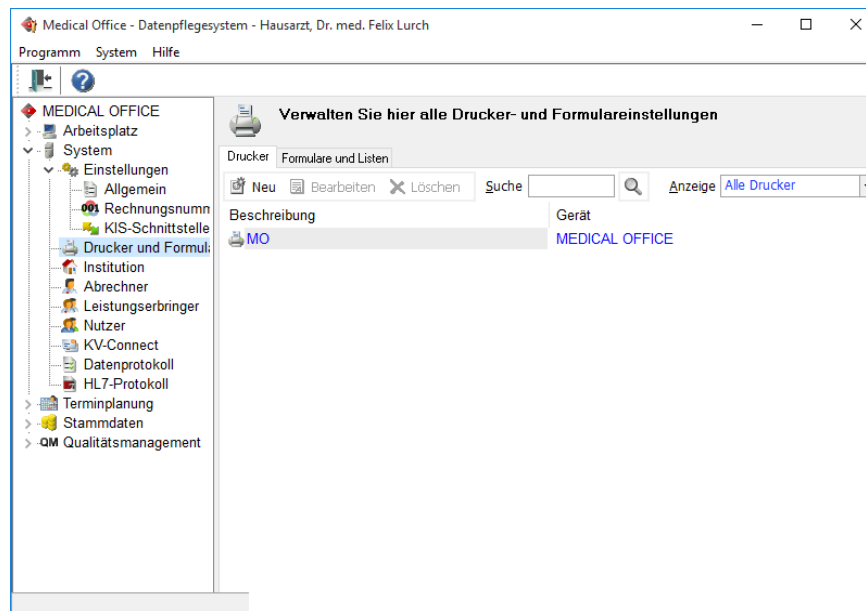 Medical Office - Datenpflegesystem - Hausarzt, Dr. med. Felix Lurch
Programm System Hilfe
MEDICAL OFFICE
Arbeitsplatz
System
Einstellungen
Allgemein
001 Rechnungsnumm
KIS-Schnittstelle
Drucker und Formula
Institution
Abrechner
Leistungserbringer
Nutzer
KV-Connect
Datenprotokoll
HL7-Protokoll
Terminplanung
Stammdaten
QM Qualitätsmanagement
Verwalten Sie hier alle Drucker- und Formulareinstellungen
Drucker Formulare und Listen
Neu Bearbeiten Löschen Suche Anzeige Alle Drucker
Beschreibung Gerät
MO MEDICAL OFFICE